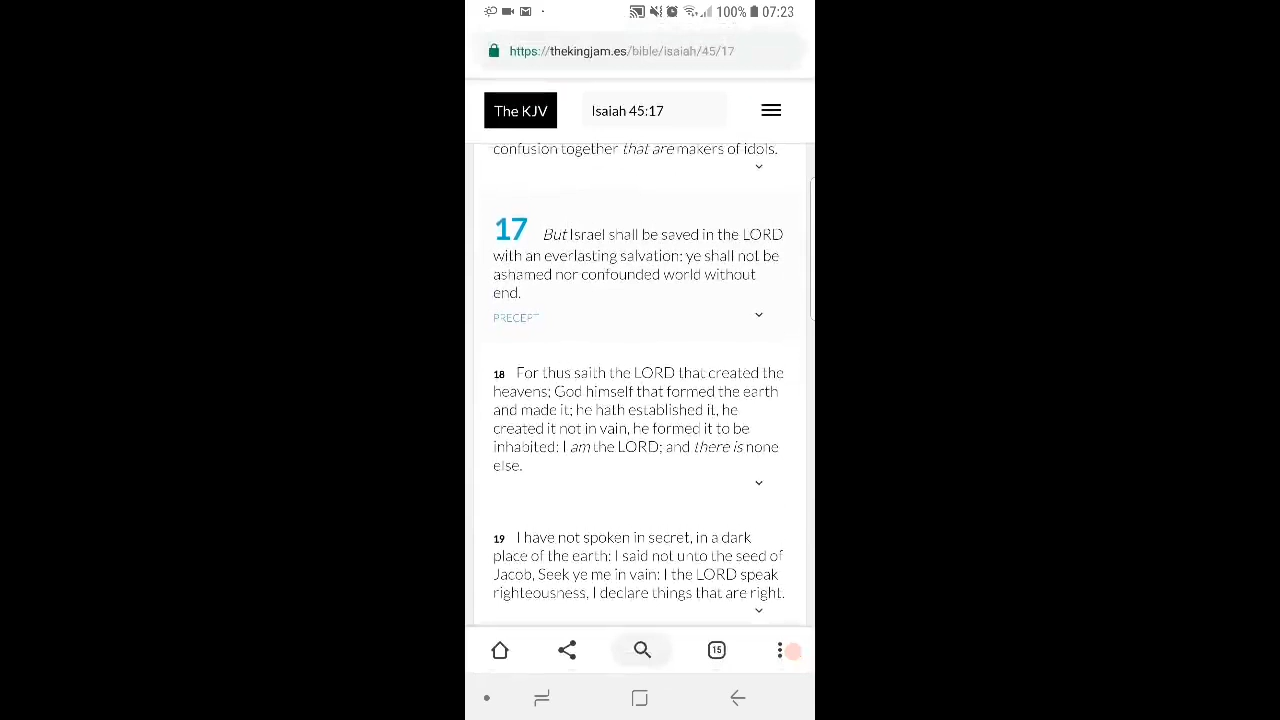 100% 07:23
https://thekingjam.es/bible/isaiah/45/17
The KJV Isaiah 45:17
confusion together that are makers of idols.
17 But Israel shall be saved in the LORD
with an everlasting salvation: ye shall not be
ashamed nor confounded world without
end.
PRECEPT
18 For thus saith the LORD that created the
heavens; God himself that formed the earth
and made it; he hath established it, he
created it not in vain, he formed it to be
inhabited: I am the LORD; and there is none
else.
19 I have not spoken in secret, in a dark
place of the earth: I said not unto the seed of
Jacob, Seek ye me in vain: I the LORD speak
righteousness, I declare things that are right.
15